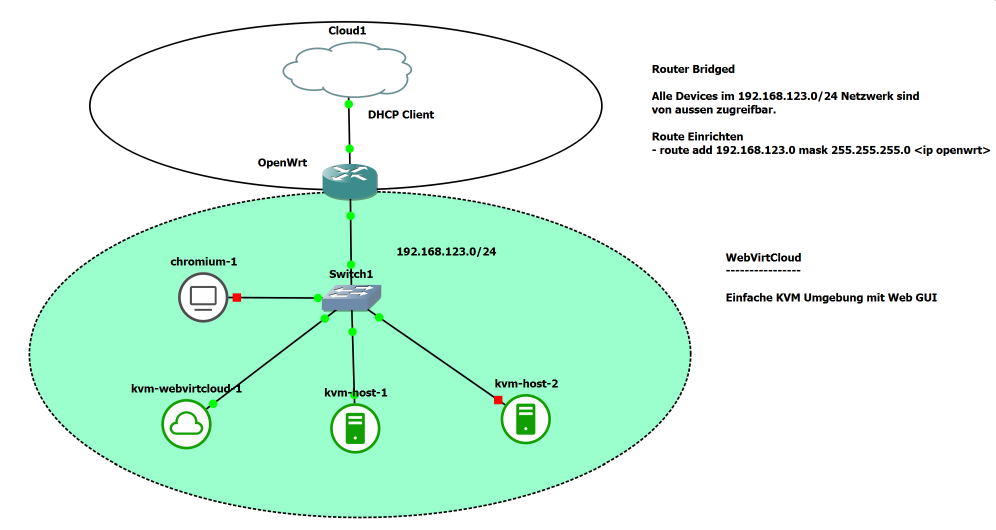 Cloud1
DHCP Client
OpenWrt
Router Bridged
Alle Devices im 192.168.123.0/24 Netzwerk sind
von aussen zugreifbar.
Route Einrichten
- route add 192.168.123.0 mask 255.255.255.0 <ip openwrt>
192.168.123.0/24
chromium-1
Switch1
WebVirtCloud
----------------
Einfache KVM Umgebung mit Web GUI
kvm-webvirtcloud-1
kvm-host-1
kvm-host-2